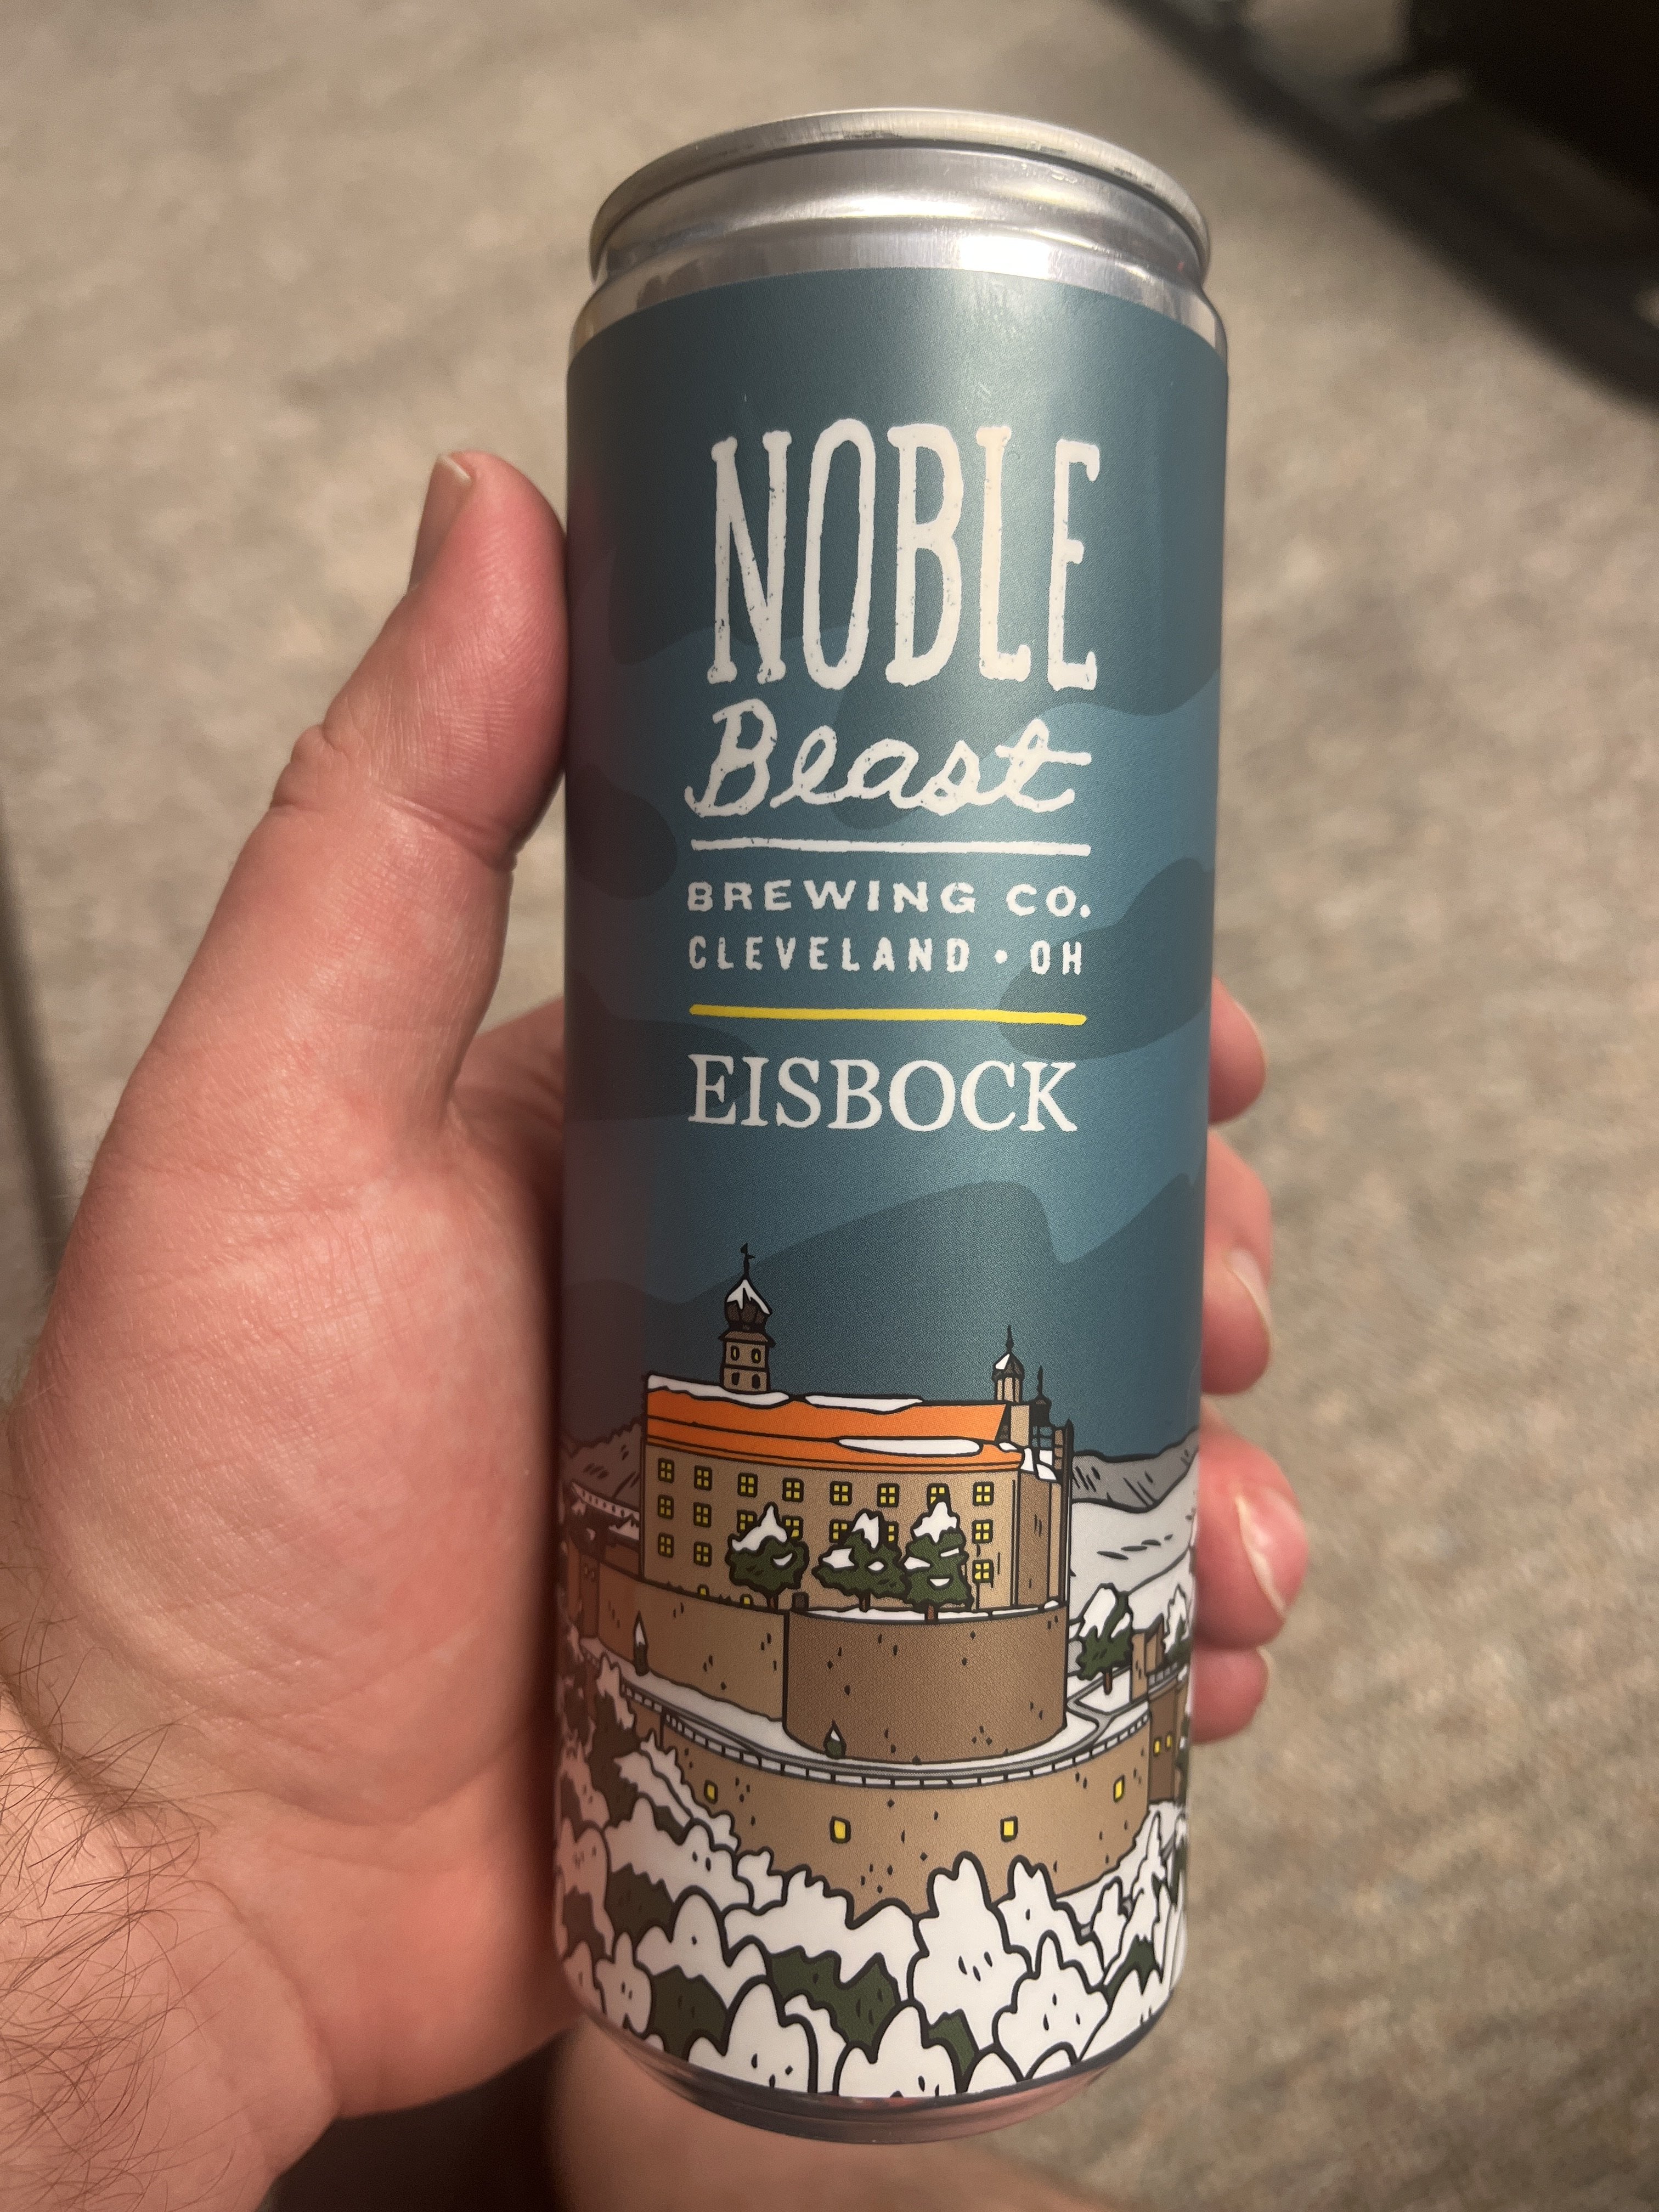 NOBLE
Beast
BREWING CO.
CLEVELAND • OH
EISBOCK